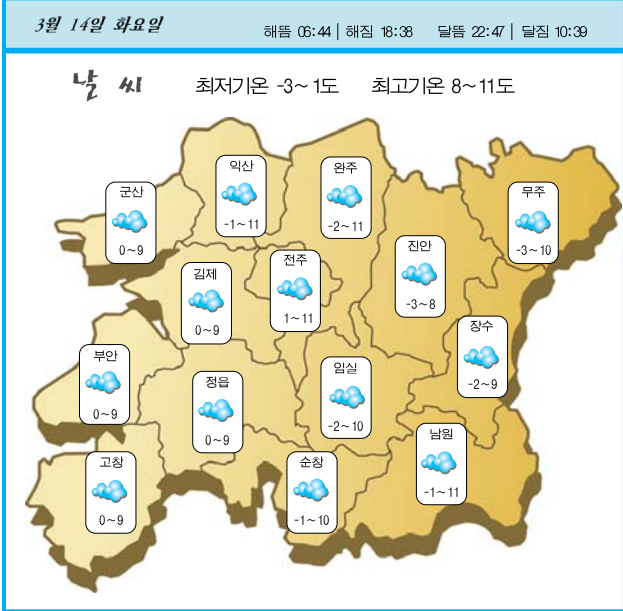 3월 14일 화요일
해뜸 06:44 | 해짐 18:38 달뜸 22:47 | 달짐 10:39
날 씨 최저기온 -3~1도 최고기온 8~11도
익산
-1~11
완주
-2~11
군산
0~9
무주
-3~10
진안
-3~8
전주
1~11
김제
0~9
장수
-2~9
부안
0~9
임실
-2~10
정읍
0~9
남원
-1~11
고창
0~9
순창
-1~10